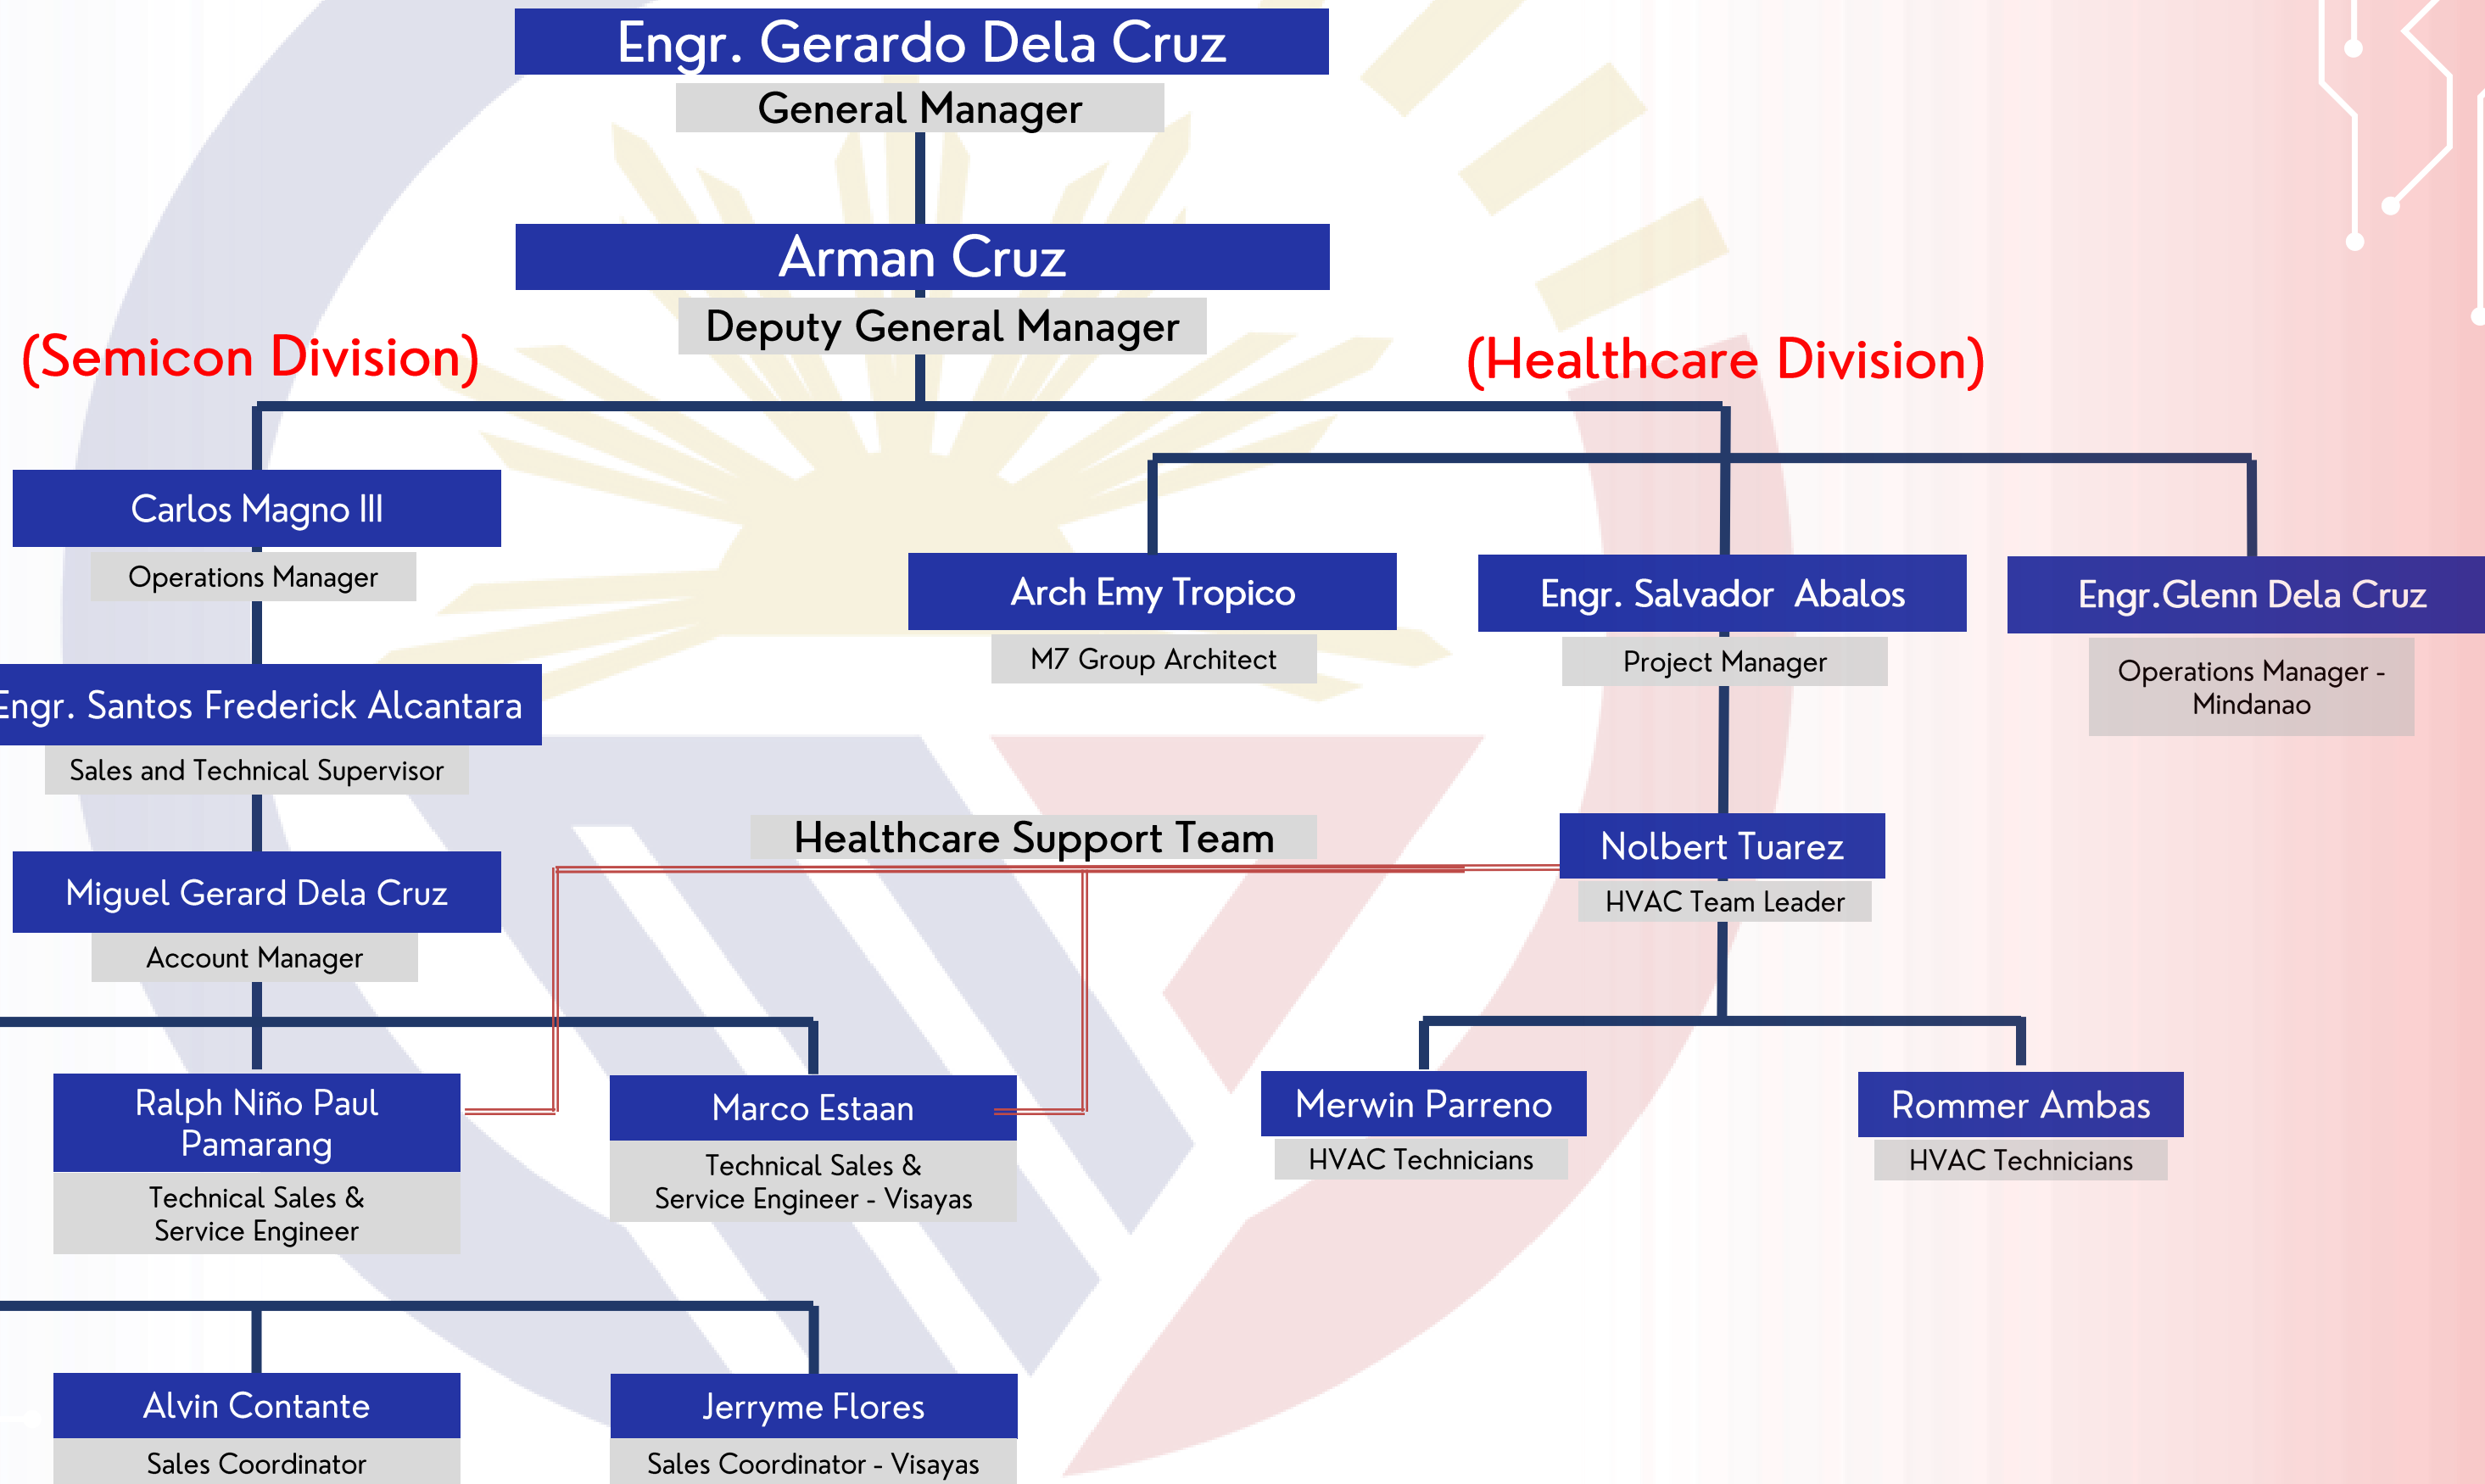 Engr. Gerardo Dela Cruz
General Manager
Arman Cruz
Deputy General Manager
(Semicon Division)
(Healthcare Division)
Carlos Magno III
Operations Manager
Arch Emy Tropico
M7 Group Architect
Engr. Salvador  Abalos
Project Manager
Engr.Glenn Dela Cruz
Operations Manager -
Mindanao
Engr. Santos Frederick Alcantara
Sales and Technical Supervisor
Healthcare Support Team
Nolbert Tuarez
HVAC Team Leader
Miguel Gerard Dela Cruz
Account Manager
Ralph Niño Paul
Pamarang
Technical Sales &
Service Engineer
Marco Estaan
Technical Sales &
Service Engineer - Visayas
Merwin Parreno
HVAC Technicians
Rommer Ambas
HVAC Technicians
Alvin Contante
Sales Coordinator
Jerryme Flores
Sales Coordinator - Visayas